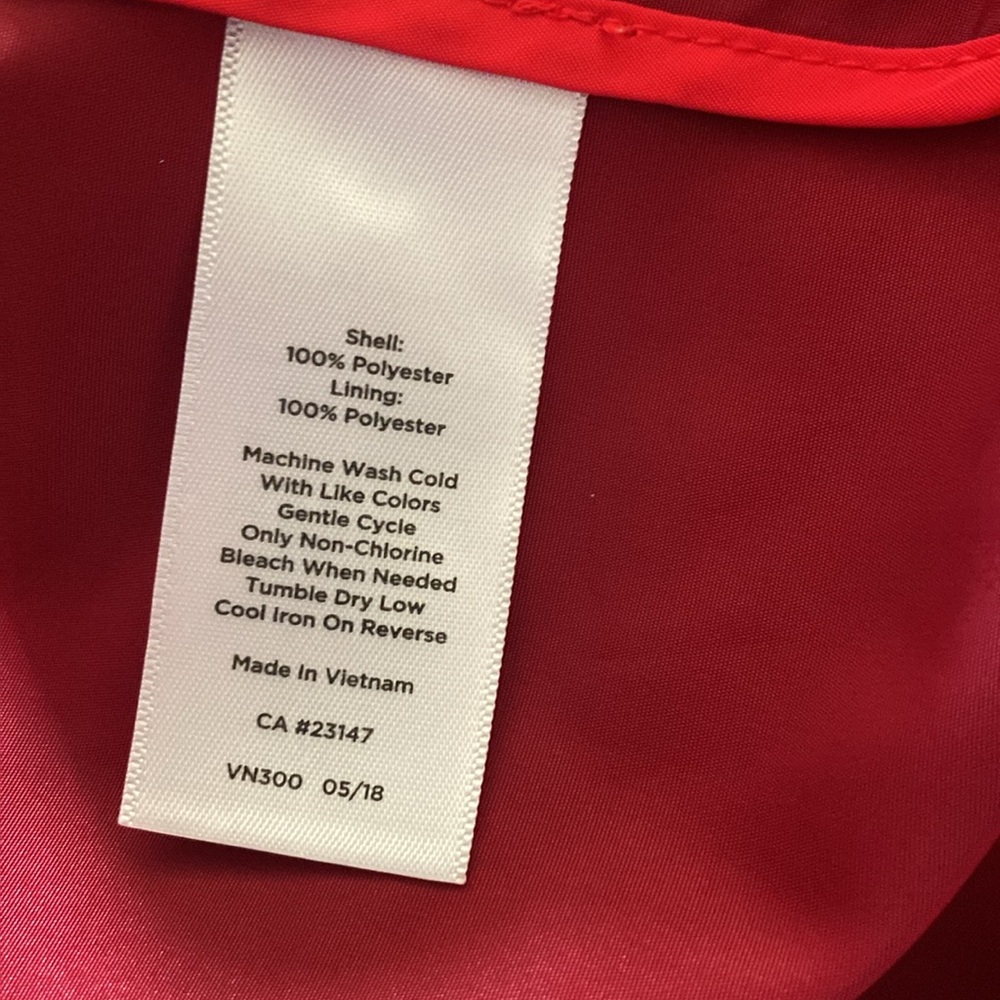 Shell:
100% Polyester
Lining:
100% Polyester
Machine Wash Cold
With Like Colors
Gentle Cycle
Only Non-Chlorine
Bleach When Needed
Tumble Dry Low
Cool Iron On Reverse
Made In Vietnam
CA #23147
VN300 05/18